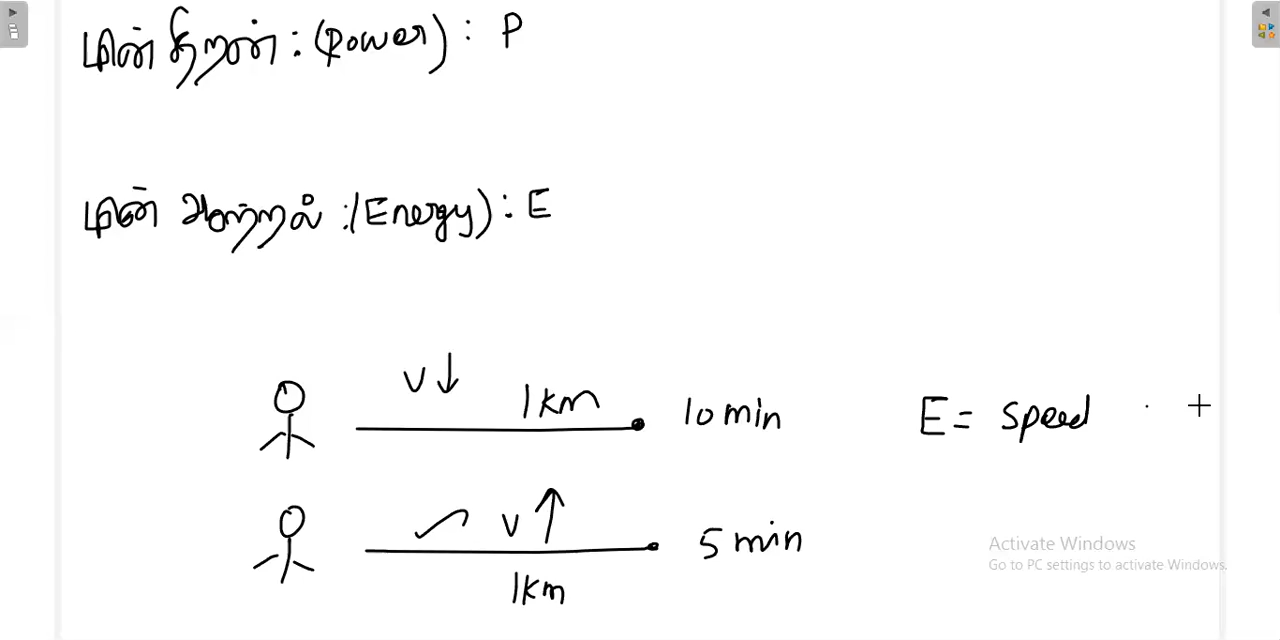 மின் திறன் : (Power) : P
மின் ஆற்றல் : (Energy) : E
v↓ 1km 10min E = Speed
v↑ 5min
1km
Activate Windows
Go to PC settings to activate Windows.